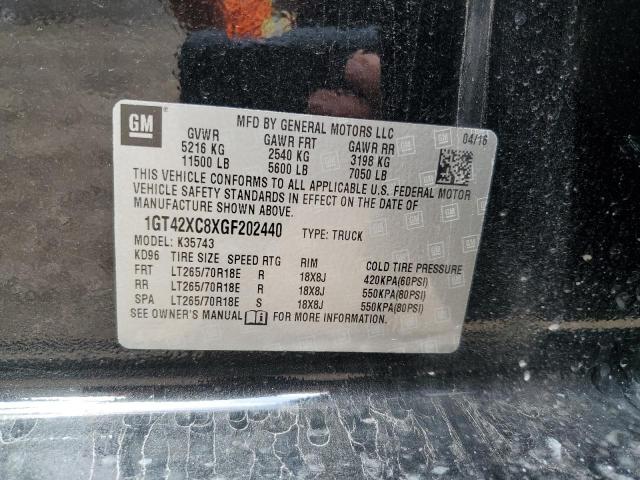 GM
MFD BY GENERAL MOTORS LLC
04/16
GVWR GAWR FRT GAWR RR
5216 KG 2540 KG 3198 KG
11500 LB 5600 LB 7050 LB
THIS VEHICLE CONFORMS TO ALL APPLICABLE U.S. FEDERAL MOTOR
VEHICLE SAFETY STANDARDS IN EFFECT ON THE DATE OF
MANUFACTURE SHOWN ABOVE.
1GT42XC8XGF202440 TYPE: TRUCK
MODEL: K35743
KD96 TIRE SIZE SPEED RTG RIM COLD TIRE PRESSURE
FRT LT265/70R18E R 18X8J 420KPA(60PSI)
RR LT265/70R18E R 18X8J 550KPA(80PSI)
SPA LT265/70R18E S 18X8J 550KPA(80PSI)
SEE OWNER'S MANUAL FOR MORE INFORMATION.